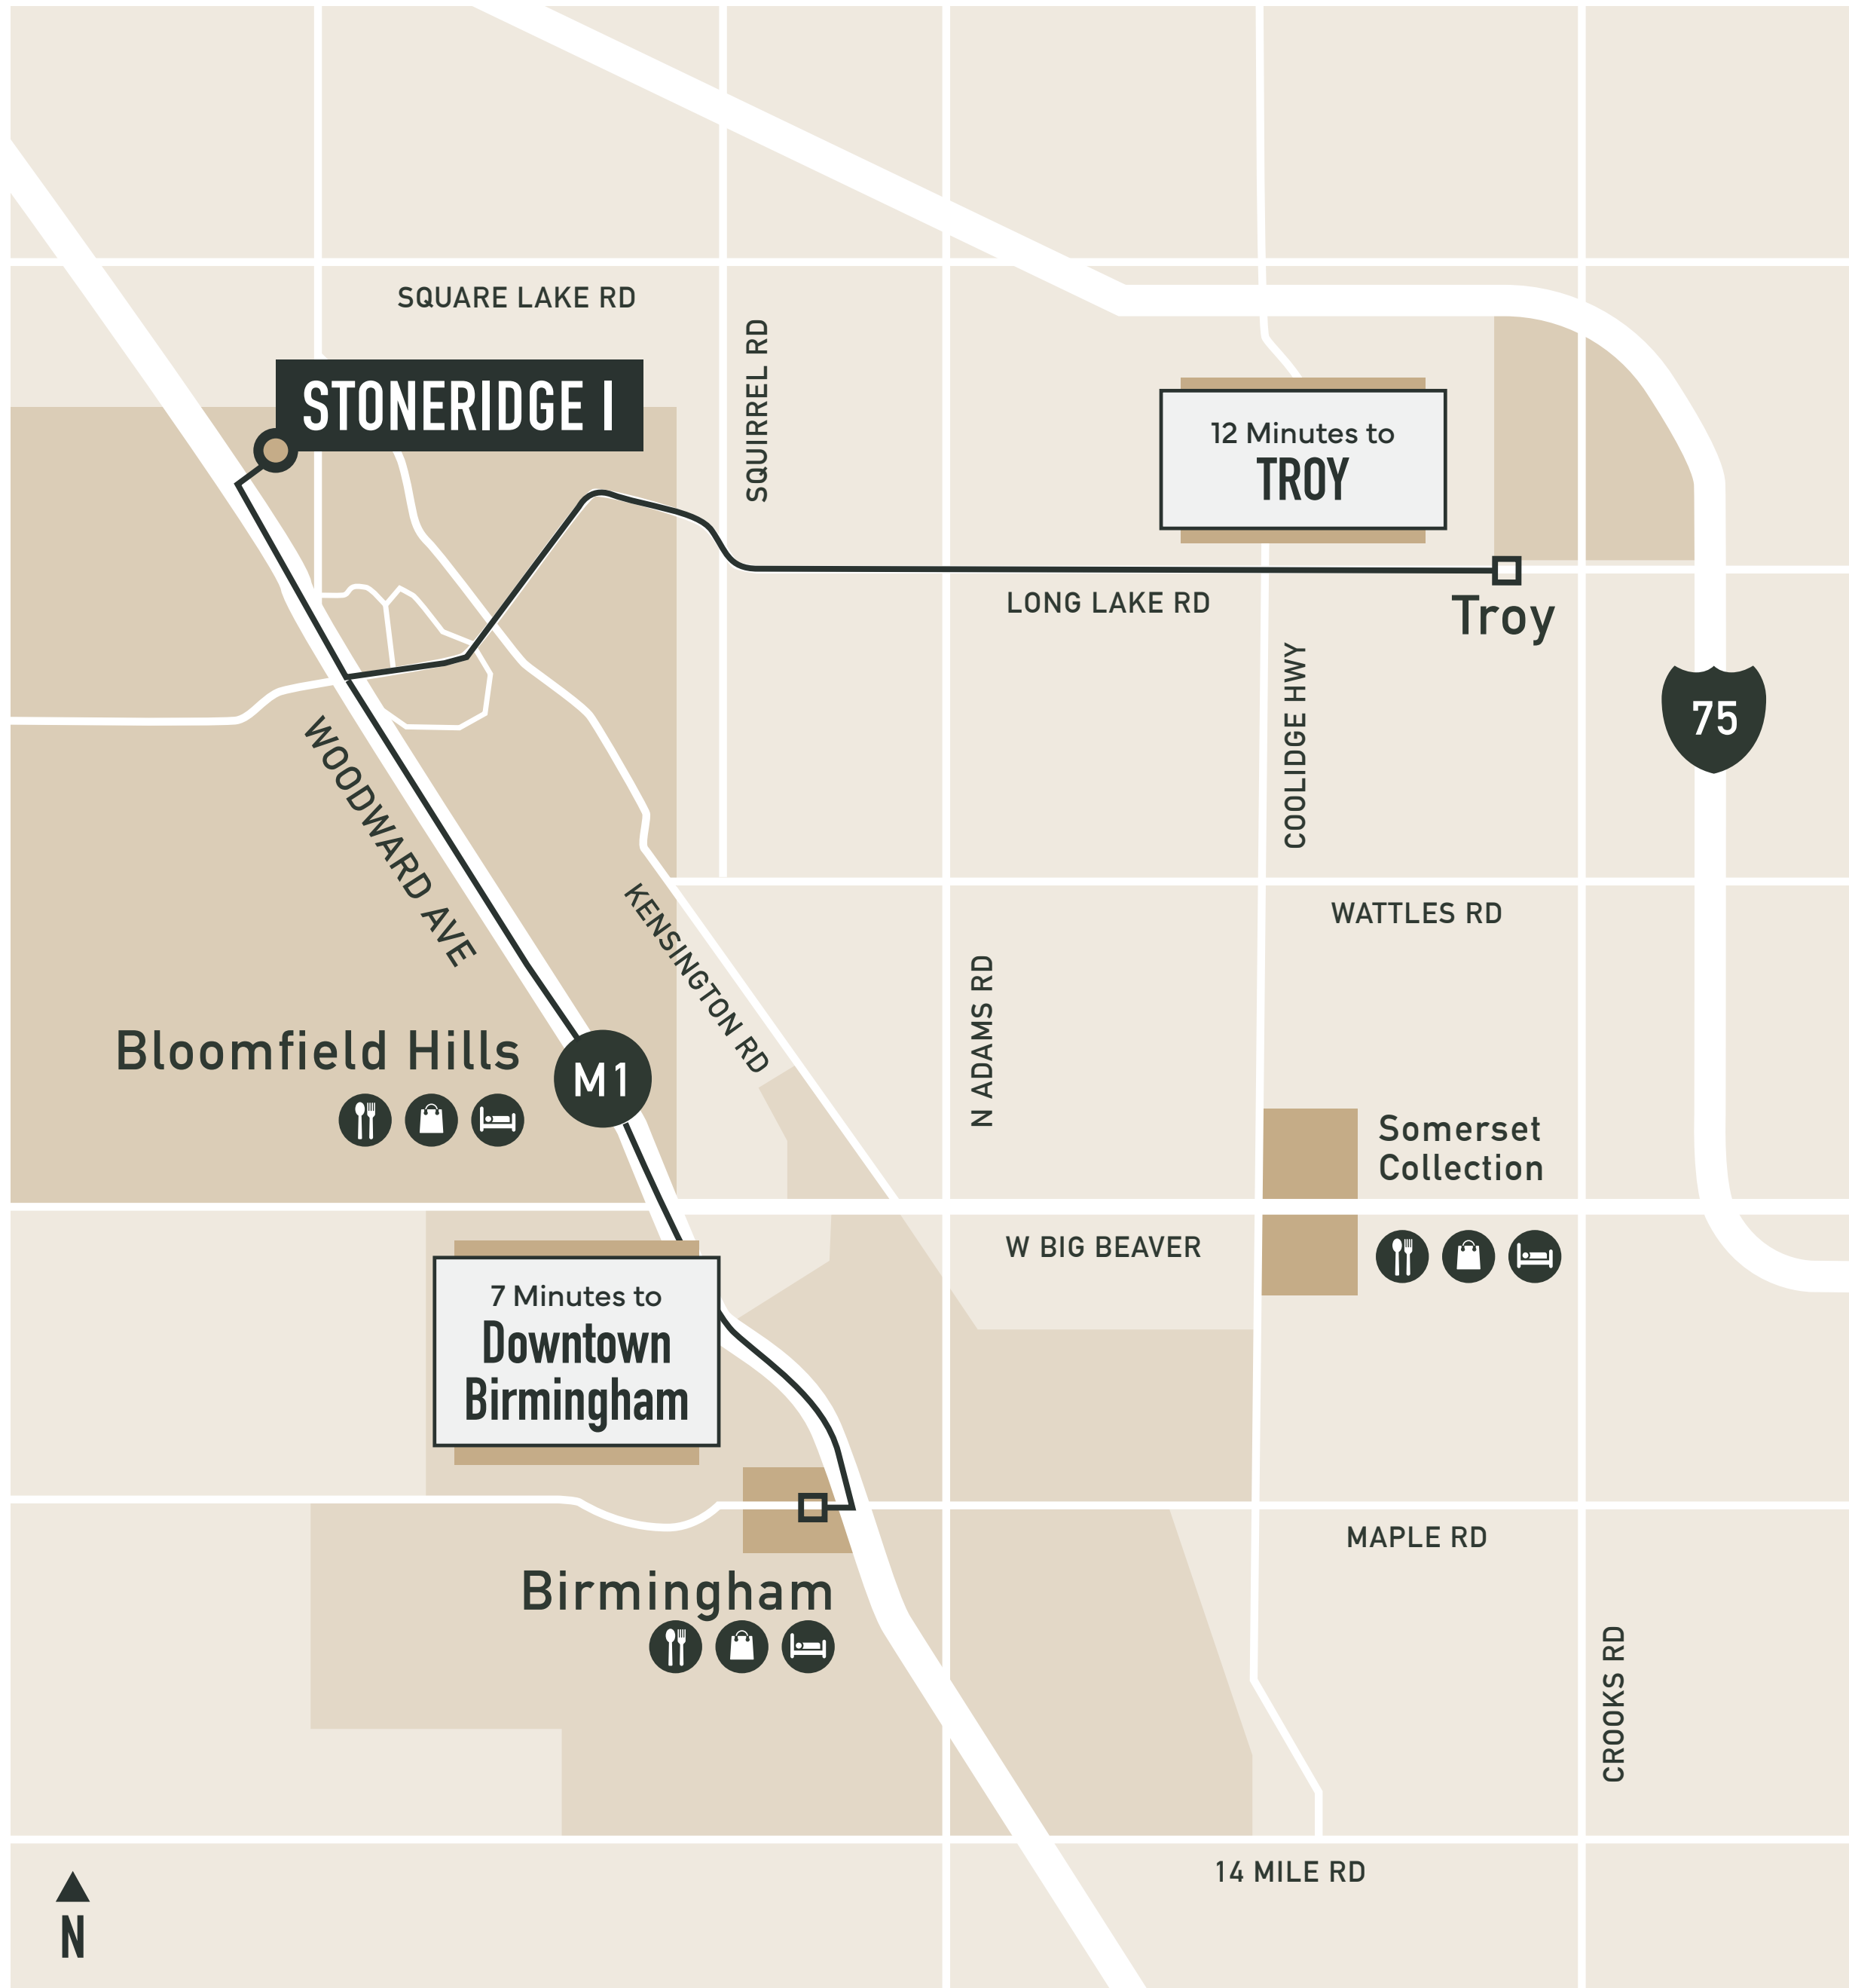 SQUARE LAKE RD
STONERIDGE I
SQUIRREL RD
12 Minutes to
TROY
LONG LAKE RD
Troy
COOLIDGE HWY
75
WOODWARD AVE
KENSINGTON RD
WATTLES RD
N ADAMS RD
Bloomfield Hills
M1
Somerset
Collection
W BIG BEAVER
7 Minutes to
Downtown
Birmingham
MAPLE RD
Birmingham
CROOKS RD
14 MILE RD
N